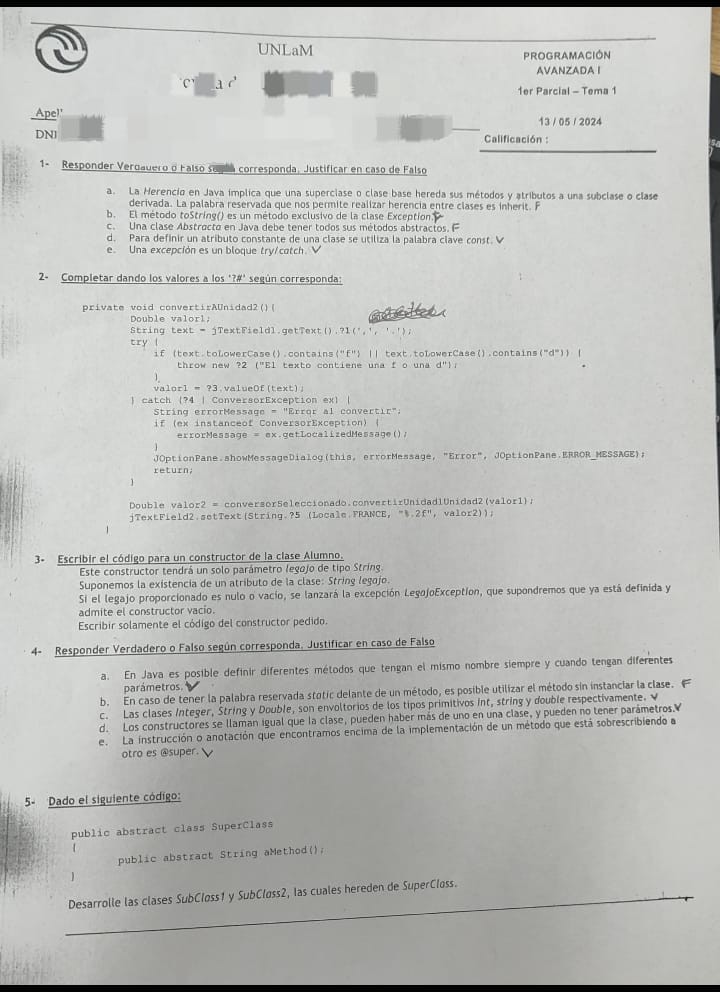 UNLaM
PROGRAMACIÓN
AVANZADA I
1er Parcial – Tema 1
13 / 05 / 2024
DNI
Calificación :
1- Responder Verdadero o Falso corresponda. Justificar en caso de Falso
a. La Herencia en Java implica que una superclase o clase base hereda sus métodos y atributos a una subclase o clase
derivada. La palabra reservada que nos permite realizar herencia entre clases es inherit. F
b. El método toString() es un método exclusivo de la clase Exception. F
c. Una clase Abstracta en Java debe tener todos sus métodos abstractos. F
d. Para definir un atributo constante de una clase se utiliza la palabra clave const. V
e. Una excepción es un bloque try/catch. V
2- Completar dando los valores a los '?#' según corresponda:
private void convertirAUnidad2(){
Double valor1;
String text = jTextField1.getText().?1(',', '.');
try {
if (text.toLowerCase().contains("f") || text.toLowerCase().contains("d")) {
throw new ?2 ("El texto contiene una f o una d");
}
valor1 = ?3.valueOf(text);
} catch (?4 | ConversorException ex) {
String errorMessage = "Error al convertir";
if (ex instanceof ConversorException) {
errorMessage = ex.getLocalizedMessage();
}
JOptionPane.showMessageDialog(this, errorMessage, "Error", JOptionPane.ERROR_MESSAGE);
return;
}
Double valor2 = conversorSeleccionado.convertirUnidad1Unidad2(valor1);
jTextField2.setText(String.?5 (Locale.FRANCE, "%.2f", valor2));
}
3- Escribir el código para un constructor de la clase Alumno.
Este constructor tendrá un solo parámetro legajo de tipo String.
Suponemos la existencia de un atributo de la clase: String legajo.
Si el legajo proporcionado es nulo o vacío, se lanzará la excepción LegajoException, que supondremos que ya está definida y
admite el constructor vacío.
Escribir solamente el código del constructor pedido.
4- Responder Verdadero o Falso según corresponda. Justificar en caso de Falso
a. En Java es posible definir diferentes métodos que tengan el mismo nombre siempre y cuando tengan diferentes
parámetros. V
b. En caso de tener la palabra reservada static delante de un método, es posible utilizar el método sin instanciar la clase. F
c. Las clases Integer, String y Double, son envoltorios de los tipos primitivos int, string y double respectivamente. V
d. Los constructores se llaman igual que la clase, pueden haber más de uno en una clase, y pueden no tener parámetros. V
e. La instrucción o anotación que encontramos encima de la implementación de un método que está sobrescribiendo a
otro es @super. V
5- Dado el siguiente código:
public abstract class SuperClass
{
public abstract String aMethod();
}
Desarrolle las clases SubClass1 y SubClass2, las cuales hereden de SuperClass.